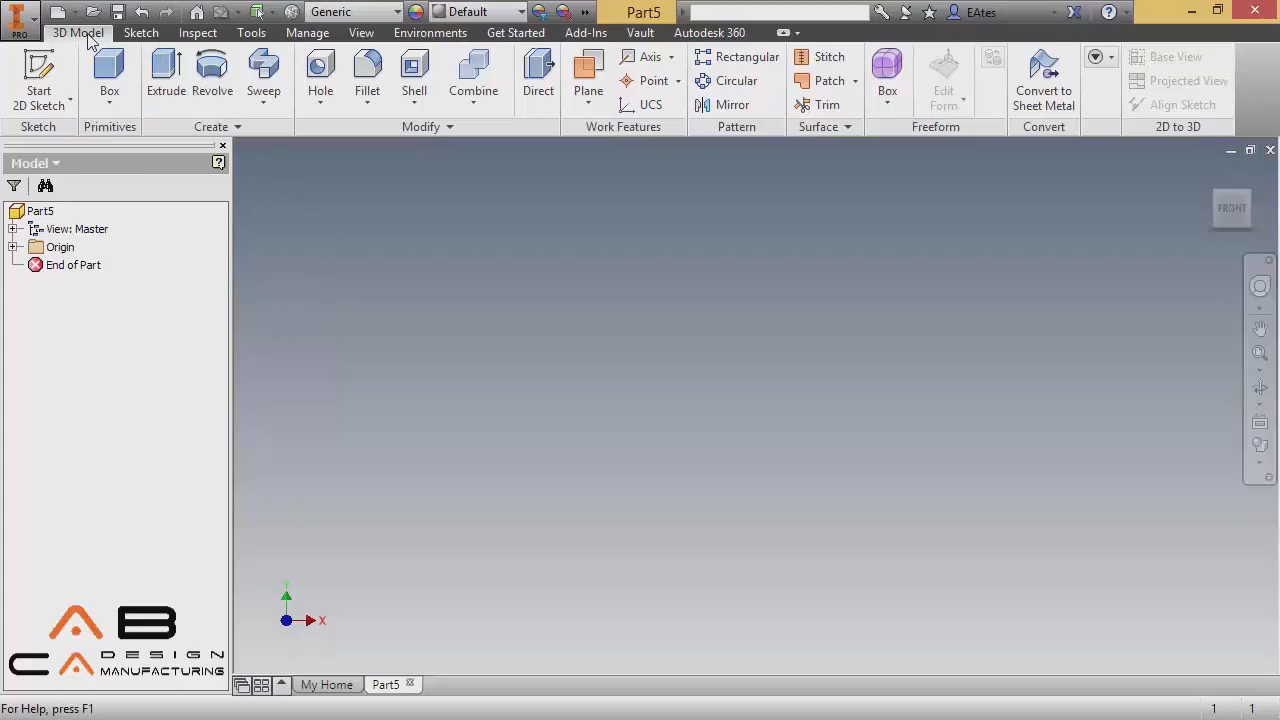 PRO
Generic
Default
Part5
EAtes
3D Model Sketch Inspect Tools Manage View Environments Get Started Add-Ins Vault Autodesk 360
Start
2D Sketch
Box
Extrude
Revolve
Sweep
Hole
Fillet
Shell
Combine
Direct
Plane
Axis
Point
UCS
Rectangular
Circular
Mirror
Stitch
Patch
Trim
Box
Edit
Form
Convert to
Sheet Metal
Base View
Projected View
Align Sketch
Sketch Primitives Create Modify Work Features Pattern Surface Freeform Convert 2D to 3D
Model
Part5
View: Master
Origin
End of Part
FRONT
Y
X
AB
CA DESIGN
MANUFACTURING
My Home
Part5
For Help, press F1
1 1